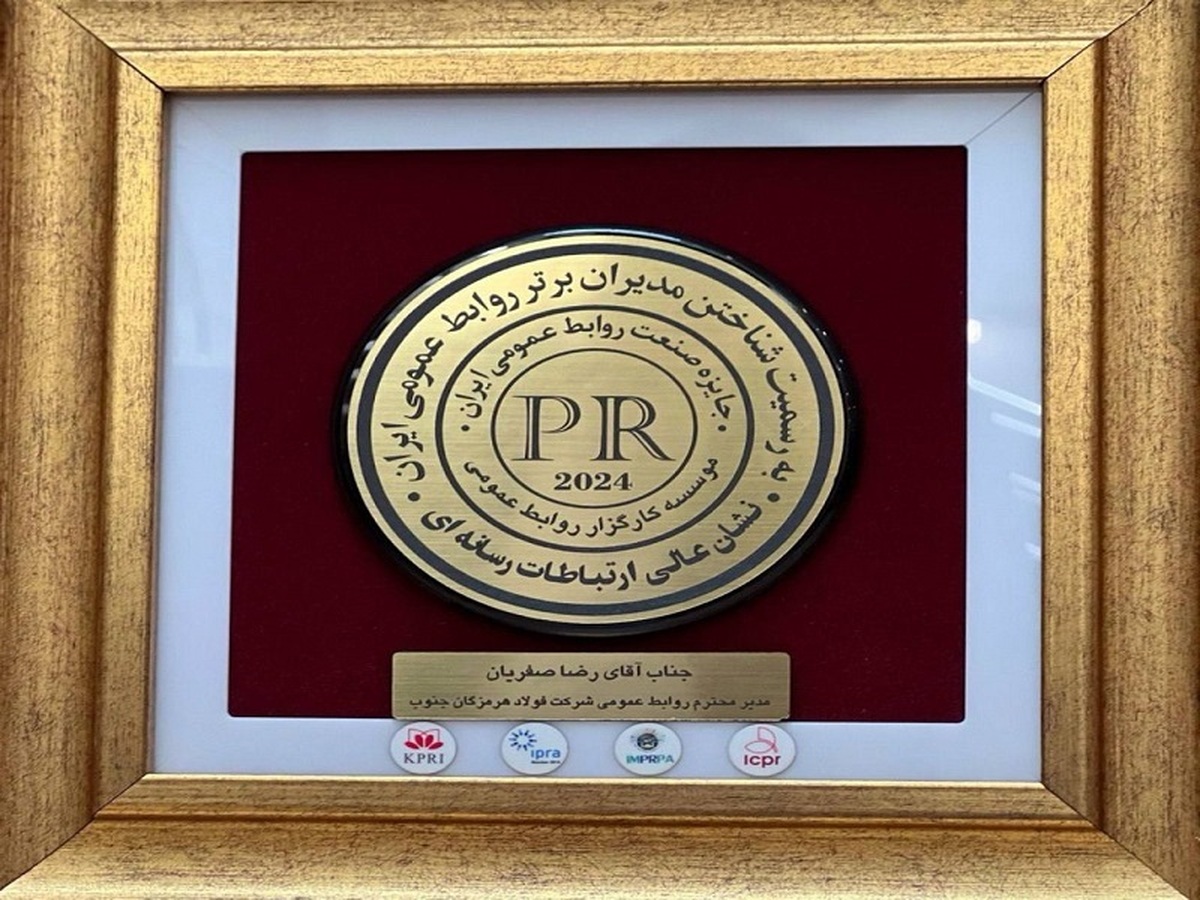 به رسمیت شناختن مدیران برتر روابط عمومی ایران
جایزه صنعت روابط عمومی ایران
PR
2024
موسسه کارگزار روابط عمومی
نشان عالی ارتباطات رسانه ای
جناب آقای رضا صفریان
مدیر محترم روابط عمومی شرکت فولاد هرمزگان جنوب
KPRI
ipra
IMPRPA
icpr